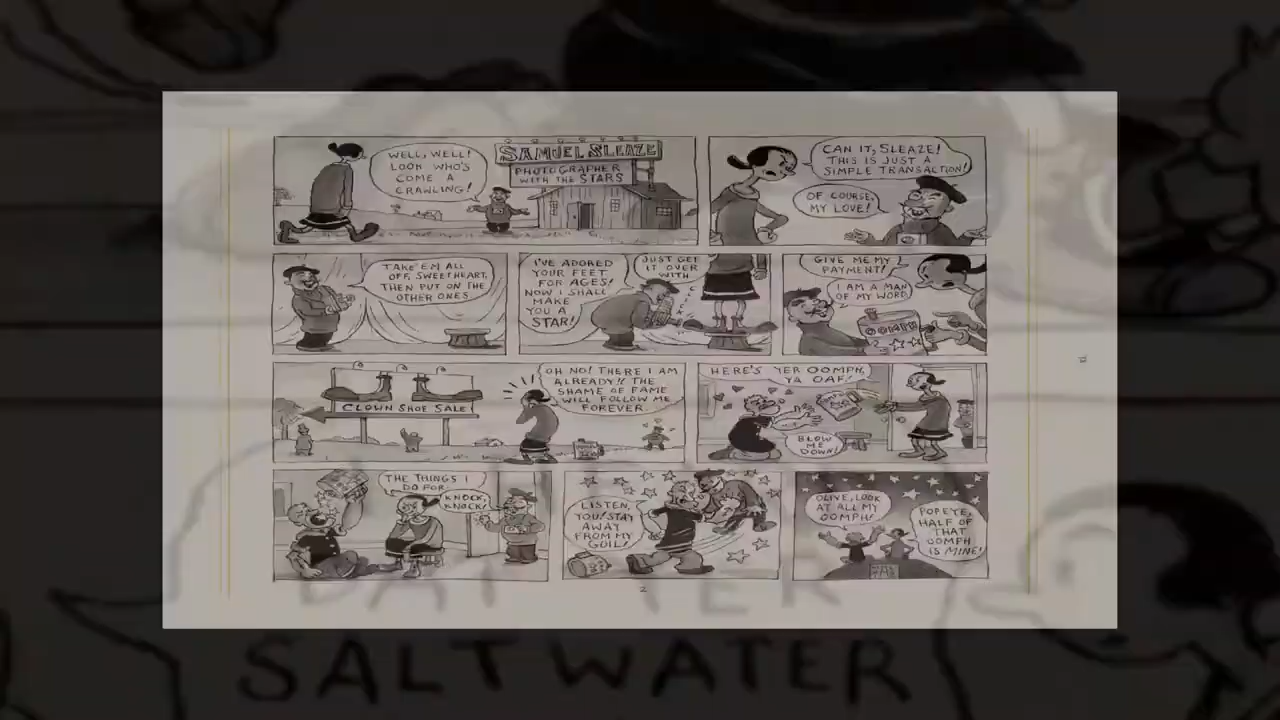 WELL, WELL!
LOOK WHO'S
COME A
CRAWLING!
SAMUEL SLEAZE
PHOTOGRAPHER
WITH THE STARS
CAN IT, SLEAZE!
THIS IS JUST A
SIMPLE TRANSACTION!
OF COURSE,
MY LOVE!
TAKE 'EM ALL
OFF, SWEETHEART,
THEN PUT ON THE
OTHER ONES
I'VE ADORED
YOUR FEET
FOR AGES!
NOW I SHALL
MAKE
YOU A
STAR!
JUST GET
IT OVER
WITH
GIVE ME MY
PAYMENT!
I AM A MAN
OF MY WORD
OOMPH
CLOWN SHOE SALE
OH NO! THERE I AM
ALREADY!! THE
SHAME OF FAME
WILL FOLLOW ME
FOREVER
HERE'S YER OOMPH,
YA OAF!
BLOW
ME
DOWN!
THE THINGS I
DO FOR
KNOCK,
KNOCK!
LISTEN,
YOU! STAY
AWAY
FROM MY
GOIL!
OLIVE, LOOK
AT ALL MY
OOMPH!
POPEYE,
HALF OF
THAT
OOMPH
IS MINE!
2
SALTWATER